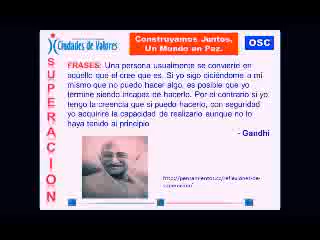 Ciudades de Valores
Construyamos Juntos,
Un Mundo en Paz.
OSC
SUPERACION
FRASES: Una persona usualmente se convierte en
aquello que el cree que es. Si yo sigo diciéndome a mi
mismo que no puedo hacer algo, es posible que yo
termine siendo incapaz de hacerlo. Por el contrario si yo
tengo la creencia que si puedo hacerlo, con seguridad
yo adquiriré la capacidad de realizarlo aunque no lo
haya tenido al principio
- Gandhi